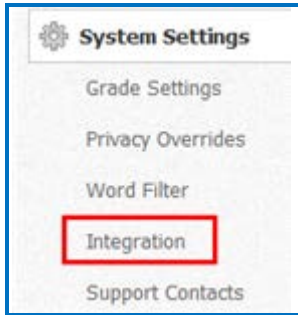 System Settings
Grade Settings
Privacy Overrides
Word Filter
Integration
Support Contacts